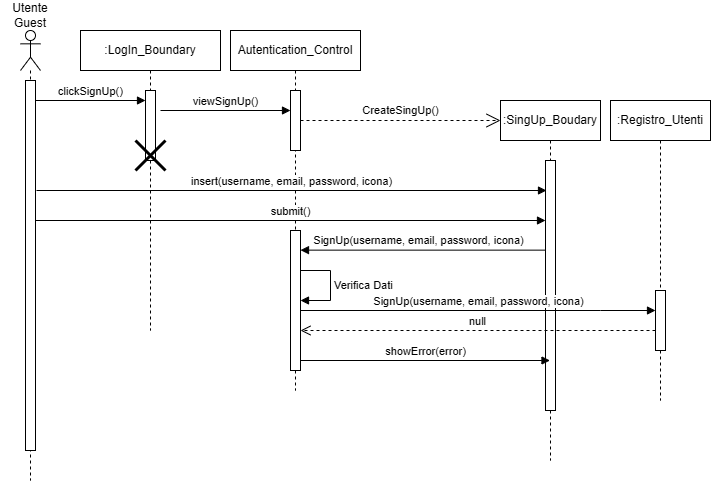 Utente
Guest
:LogIn_Boundary
Autentication_Control
clickSignUp()
viewSignUp()
CreateSingUp()
:SingUp_Boudary
:Registro_Utenti
insert(username, email, password, icona)
submit()
SignUp(username, email, password, icona)
Verifica Dati
SignUp(username, email, password, icona)
null
showError(error)